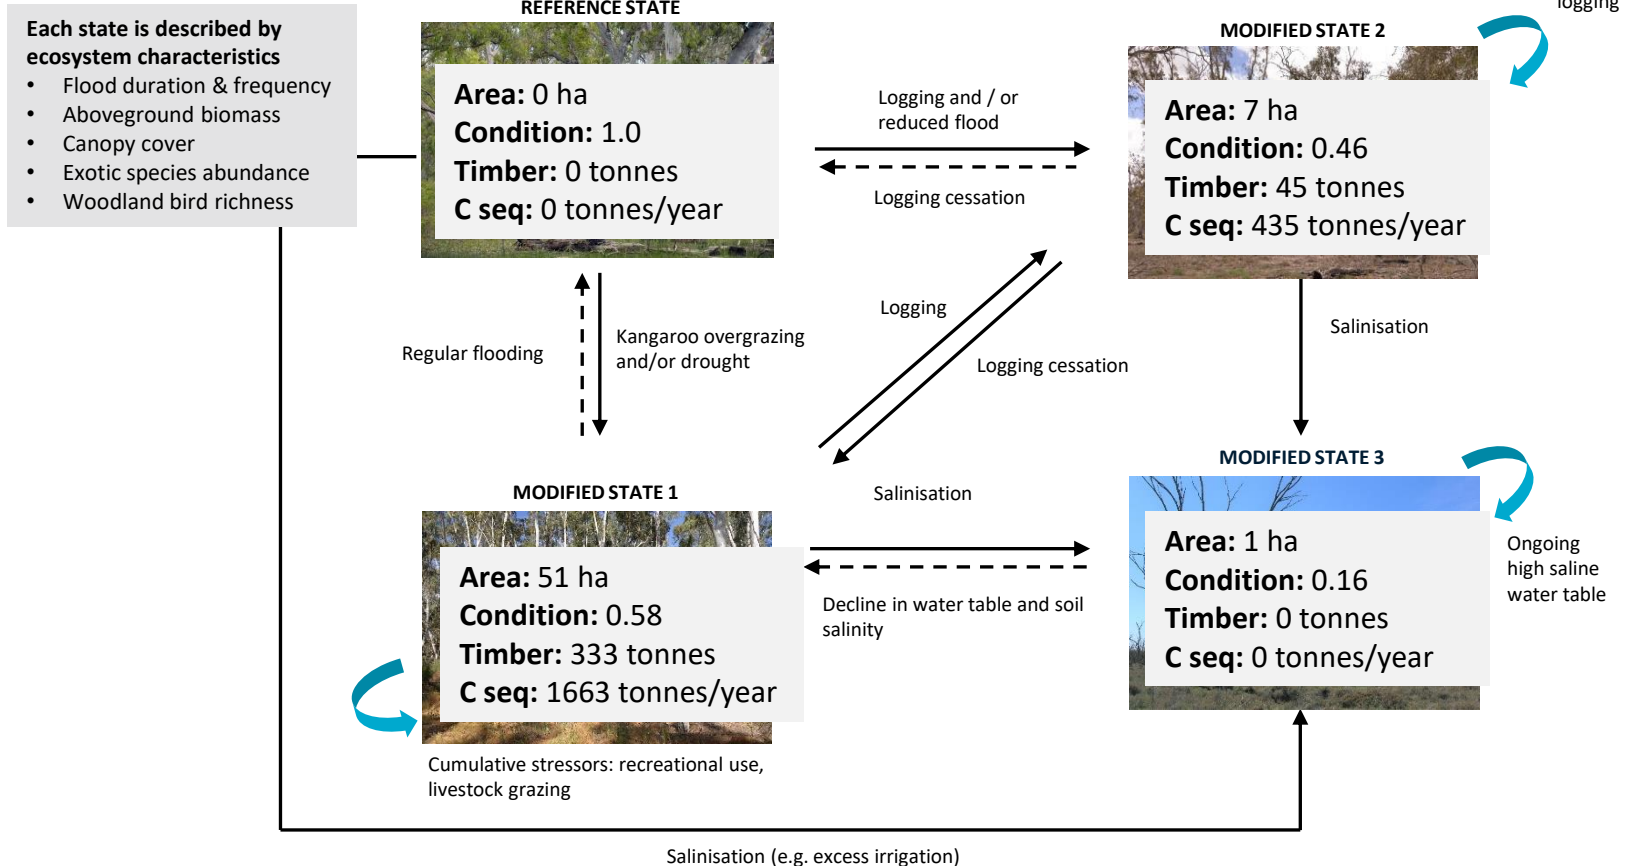 Each state is described by
ecosystem characteristics
• Flood duration & frequency
• Aboveground biomass
• Canopy cover
• Exotic species abundance
• Woodland bird richness
REFERENCE STATE
Area: 0 ha
Condition: 1.0
Timber: 0 tonnes
C seq: 0 tonnes/year
Logging and / or
reduced flood
Logging cessation
MODIFIED STATE 2
logging
Area: 7 ha
Condition: 0.46
Timber: 45 tonnes
C seq: 435 tonnes/year
Regular flooding
Kangaroo overgrazing
and/or drought
Logging
Logging cessation
Salinisation
MODIFIED STATE 1
Area: 51 ha
Condition: 0.58
Timber: 333 tonnes
C seq: 1663 tonnes/year
Cumulative stressors: recreational use,
livestock grazing
Salinisation
Decline in water table and soil
salinity
MODIFIED STATE 3
Area: 1 ha
Condition: 0.16
Timber: 0 tonnes
C seq: 0 tonnes/year
Ongoing
high saline
water table
Salinisation (e.g. excess irrigation)